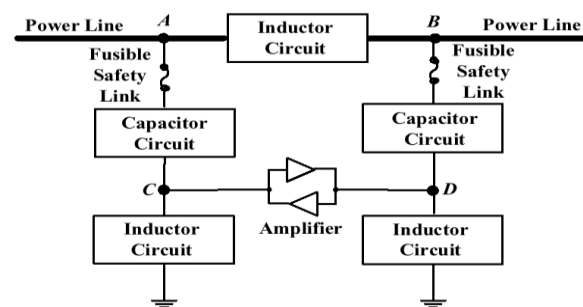 Power Line
A
Inductor
Circuit
B
Power Line
Fusible
Safety
Link
Fusible
Safety
Link
Capacitor
Circuit
Capacitor
Circuit
C
D
Amplifier
Inductor
Circuit
Inductor
Circuit